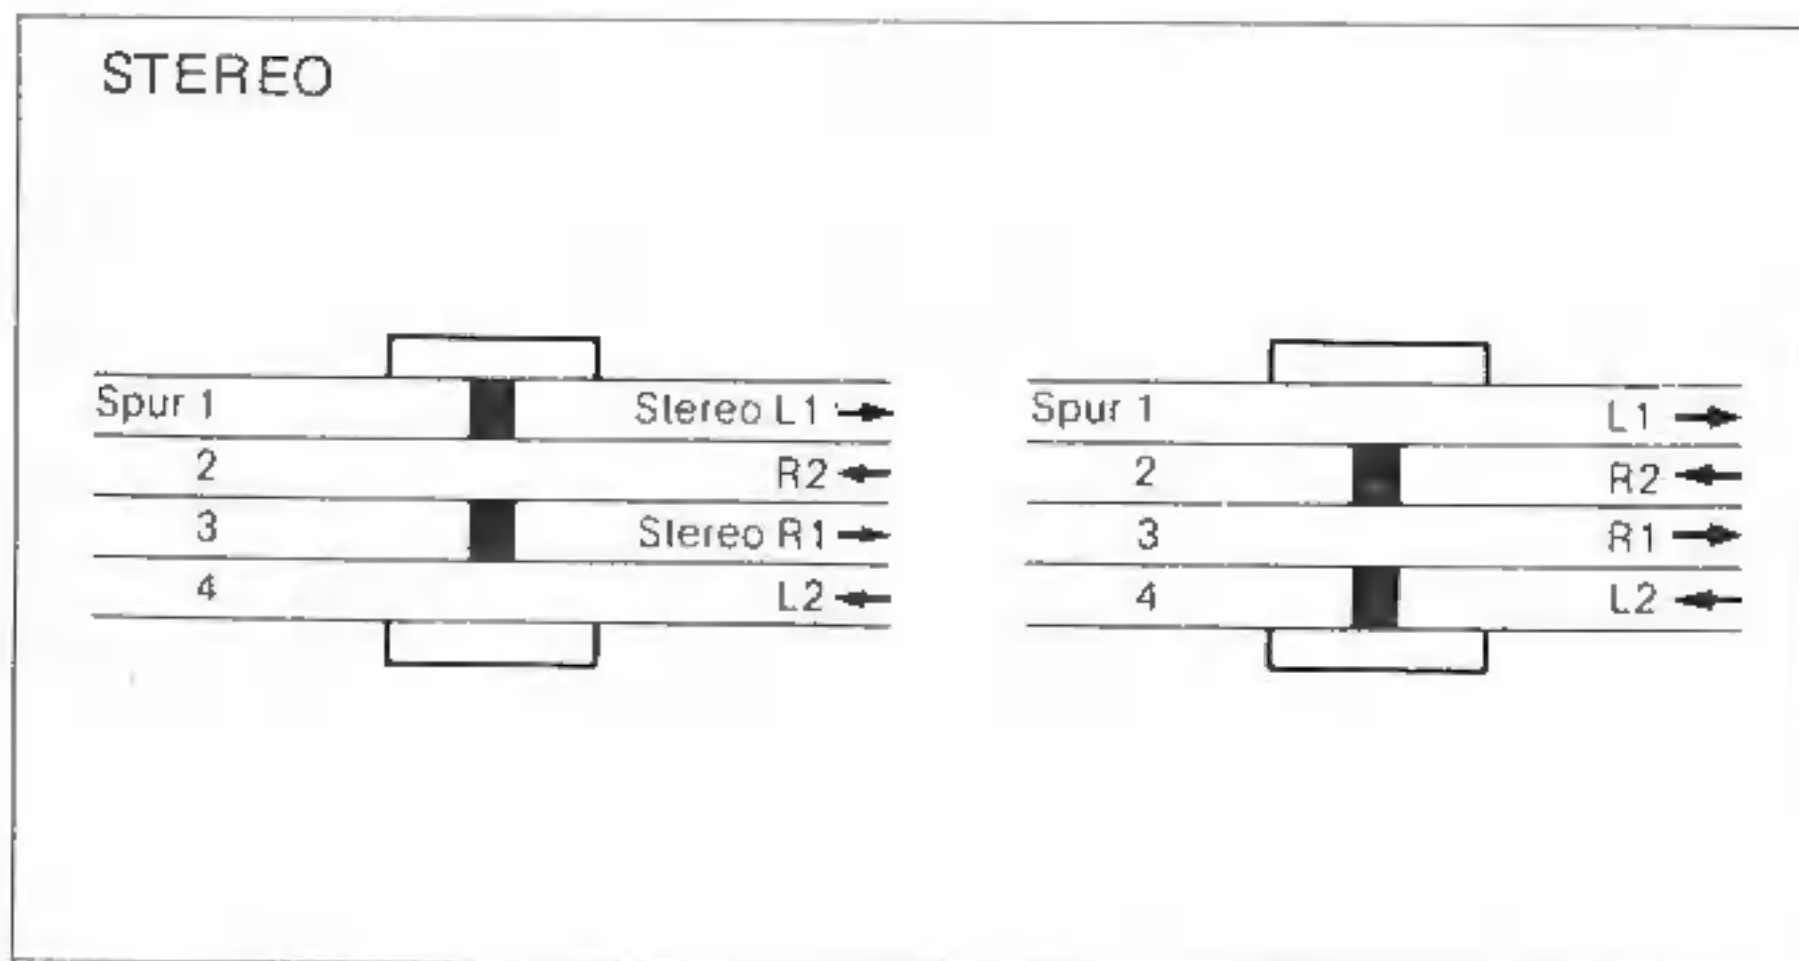 STEREO
Spur 1 Stereo L1
2 R2
3 Stereo R1
4 L2
Spur 1 L1
2 R2
3 R1
4 L2